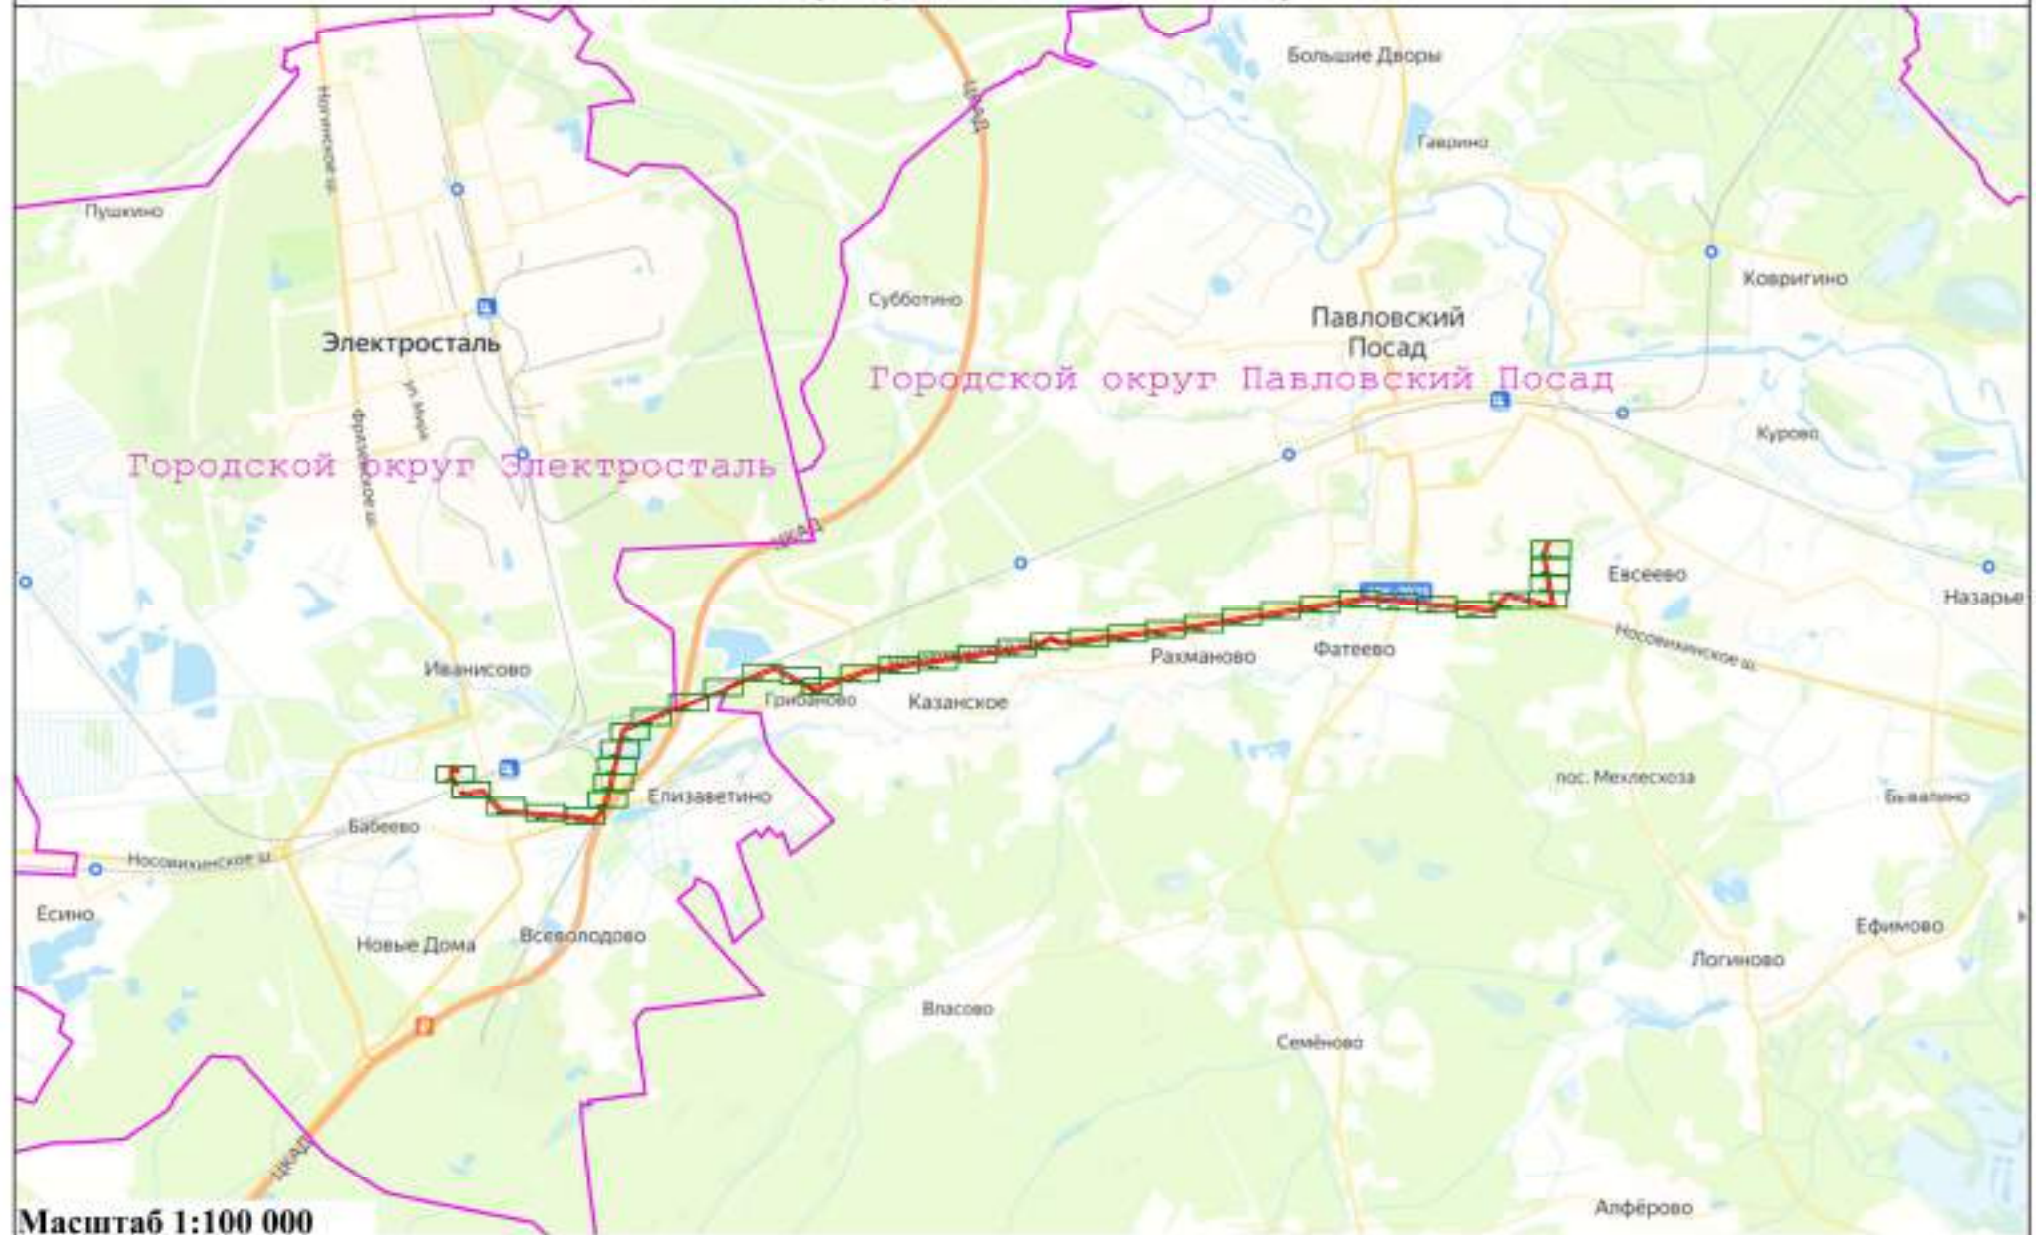 Большие Дворы
ЦКАД
Ногинское ш.
Гаврино
Пушкино
Ковригино
Субботино
Павловский
Посад
Электросталь
Городской округ Павловский Посад
ул. Мира
Курово
Городской округ Электросталь
Фрязевское ш.
ЦКАД
Евсеево
Назарье
Носовихинское ш.
Фатеево
Рахманово
Иванисово
Грибаново
Казанское
пос. Мехлесхоза
Елизаветино
Бывалино
Бабеево
Носовихинское ш.
Есино
Ефимово
Всеволодово
Новые Дома
Логиново
Власово
Семёново
ЦКАД
Алфёрово
Масштаб 1:100 000